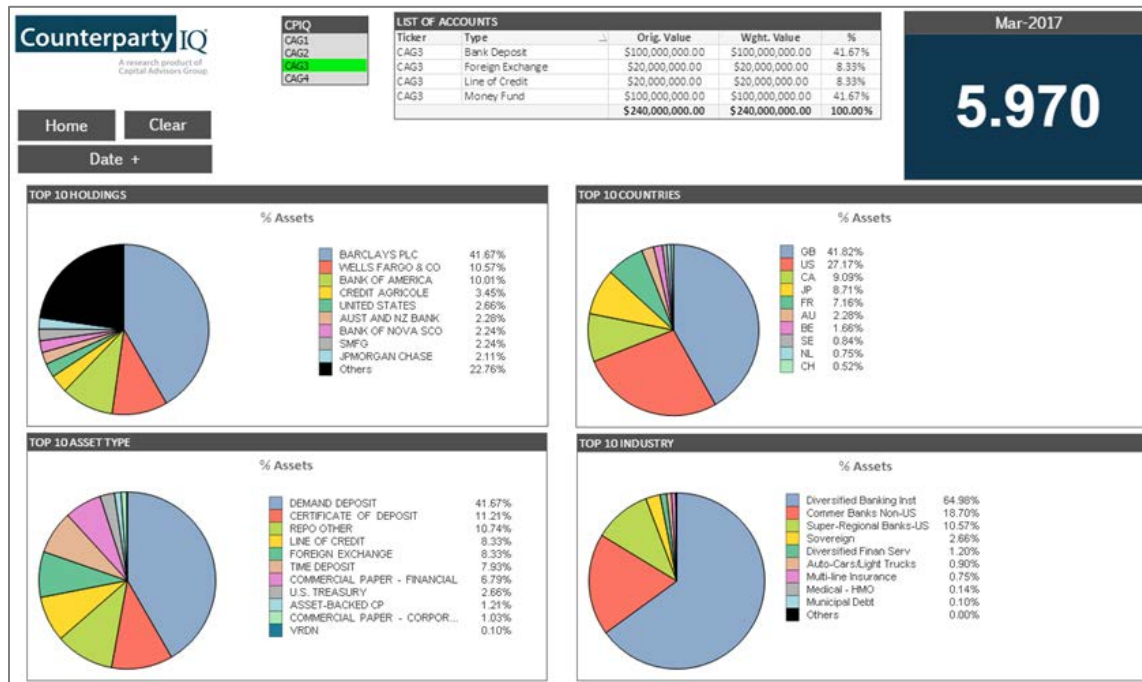 Counterparty IQ
A research product of
Capital Advisors Group
Home Clear
Date +
CPIQ
CAG1
CAG2
CAG3
CAG4
LIST OF ACCOUNTS
Ticker Type Orig. Value Wght. Value %
CAG3 Bank Deposit $100,000,000.00 $100,000,000.00 41.67%
CAG3 Foreign Exchange $20,000,000.00 $20,000,000.00 8.33%
CAG3 Line of Credit $20,000,000.00 $20,000,000.00 8.33%
CAG3 Money Fund $100,000,000.00 $100,000,000.00 41.67%
$240,000,000.00 $240,000,000.00 100.00%
Mar-2017
5.970
TOP 10 HOLDINGS
% Assets
BARCLAYS PLC 41.67%
WELLS FARGO & CO 10.57%
BANK OF AMERICA 10.01%
CREDIT AGRICOLE 3.45%
UNITED STATES 2.66%
AUST AND NZ BANK 2.28%
BANK OF NOVA SCO 2.24%
SMFG 2.24%
JPMORGAN CHASE 2.11%
Others 22.76%
TOP 10 COUNTRIES
% Assets
GB 41.82%
US 27.17%
CA 9.09%
JP 8.71%
FR 7.16%
AU 2.28%
BE 1.66%
SE 0.84%
NL 0.75%
CH 0.52%
TOP 10 ASSET TYPE
% Assets
DEMAND DEPOSIT 41.67%
CERTIFICATE OF DEPOSIT 11.21%
REPO OTHER 10.74%
LINE OF CREDIT 8.33%
FOREIGN EXCHANGE 8.33%
TIME DEPOSIT 7.93%
COMMERCIAL PAPER - FINANCIAL 6.79%
U.S. TREASURY 2.66%
ASSET-BACKED CP 1.21%
COMMERCIAL PAPER - CORPOR... 1.03%
VRDN 0.10%
TOP 10 INDUSTRY
% Assets
Diversified Banking Inst 64.98%
Commer Banks Non-US 18.70%
Super-Regional Banks-US 10.57%
Sovereign 2.66%
Diversified Finan Serv 1.20%
Auto-Cars/Light Trucks 0.90%
Multi-line Insurance 0.75%
Medical - HMO 0.14%
Municipal Debt 0.10%
Others 0.00%